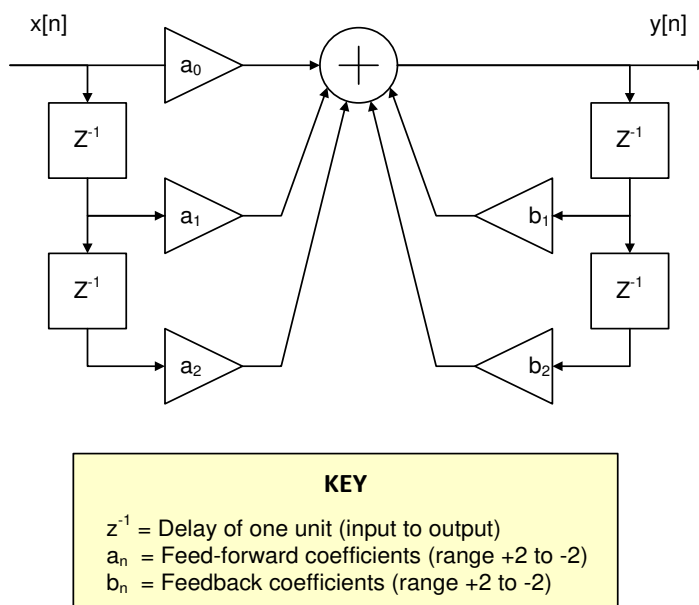 x[n] y[n]
a0
+
Z-1 Z-1
a1 b1
Z-1 Z-1
a2 b2
KEY
z-1 = Delay of one unit (input to output)
an = Feed-forward coefficients (range +2 to -2)
bn = Feedback coefficients (range +2 to -2)